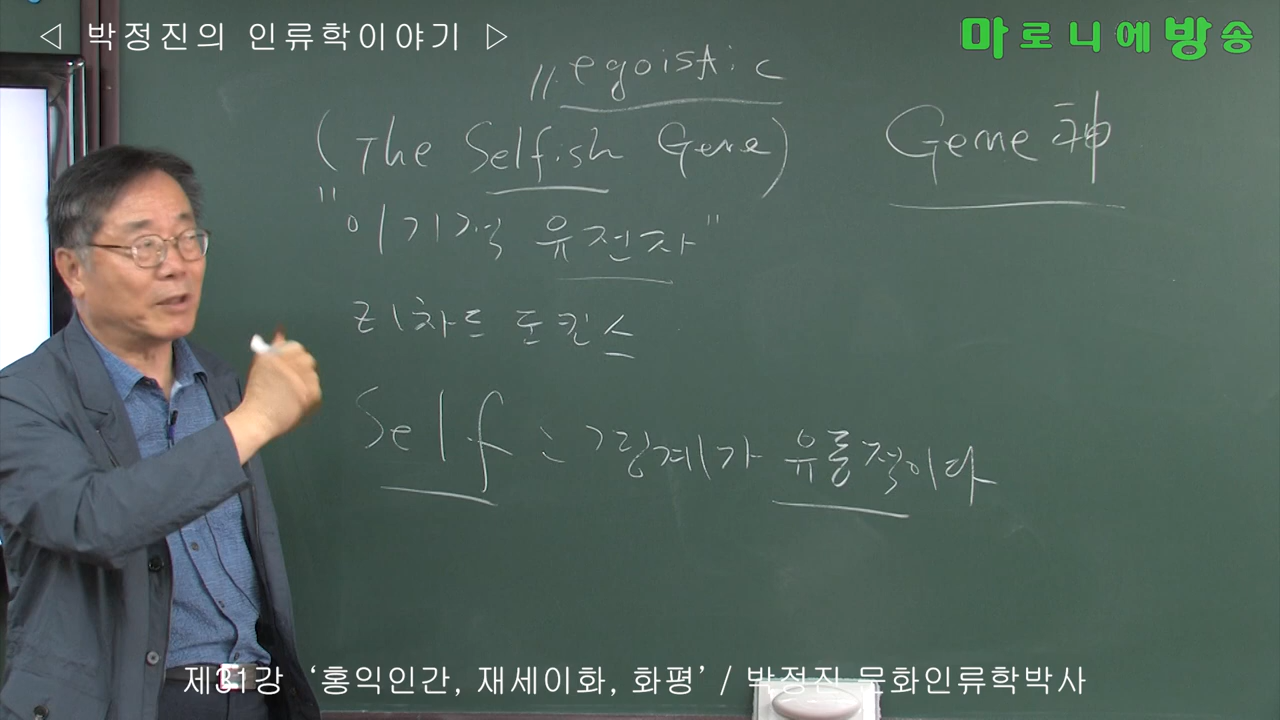 ◁ 박정진의 인류학이야기 ▷
마로니에방송
" egoistic
(The Selfish Gene)
Gene 神
"이기적 유전자"
리차드 도킨스
Self는 경계가 유동적이다
제31강 ‘홍익인간, 재세이화, 화평’ / 박정진 문화인류학박사